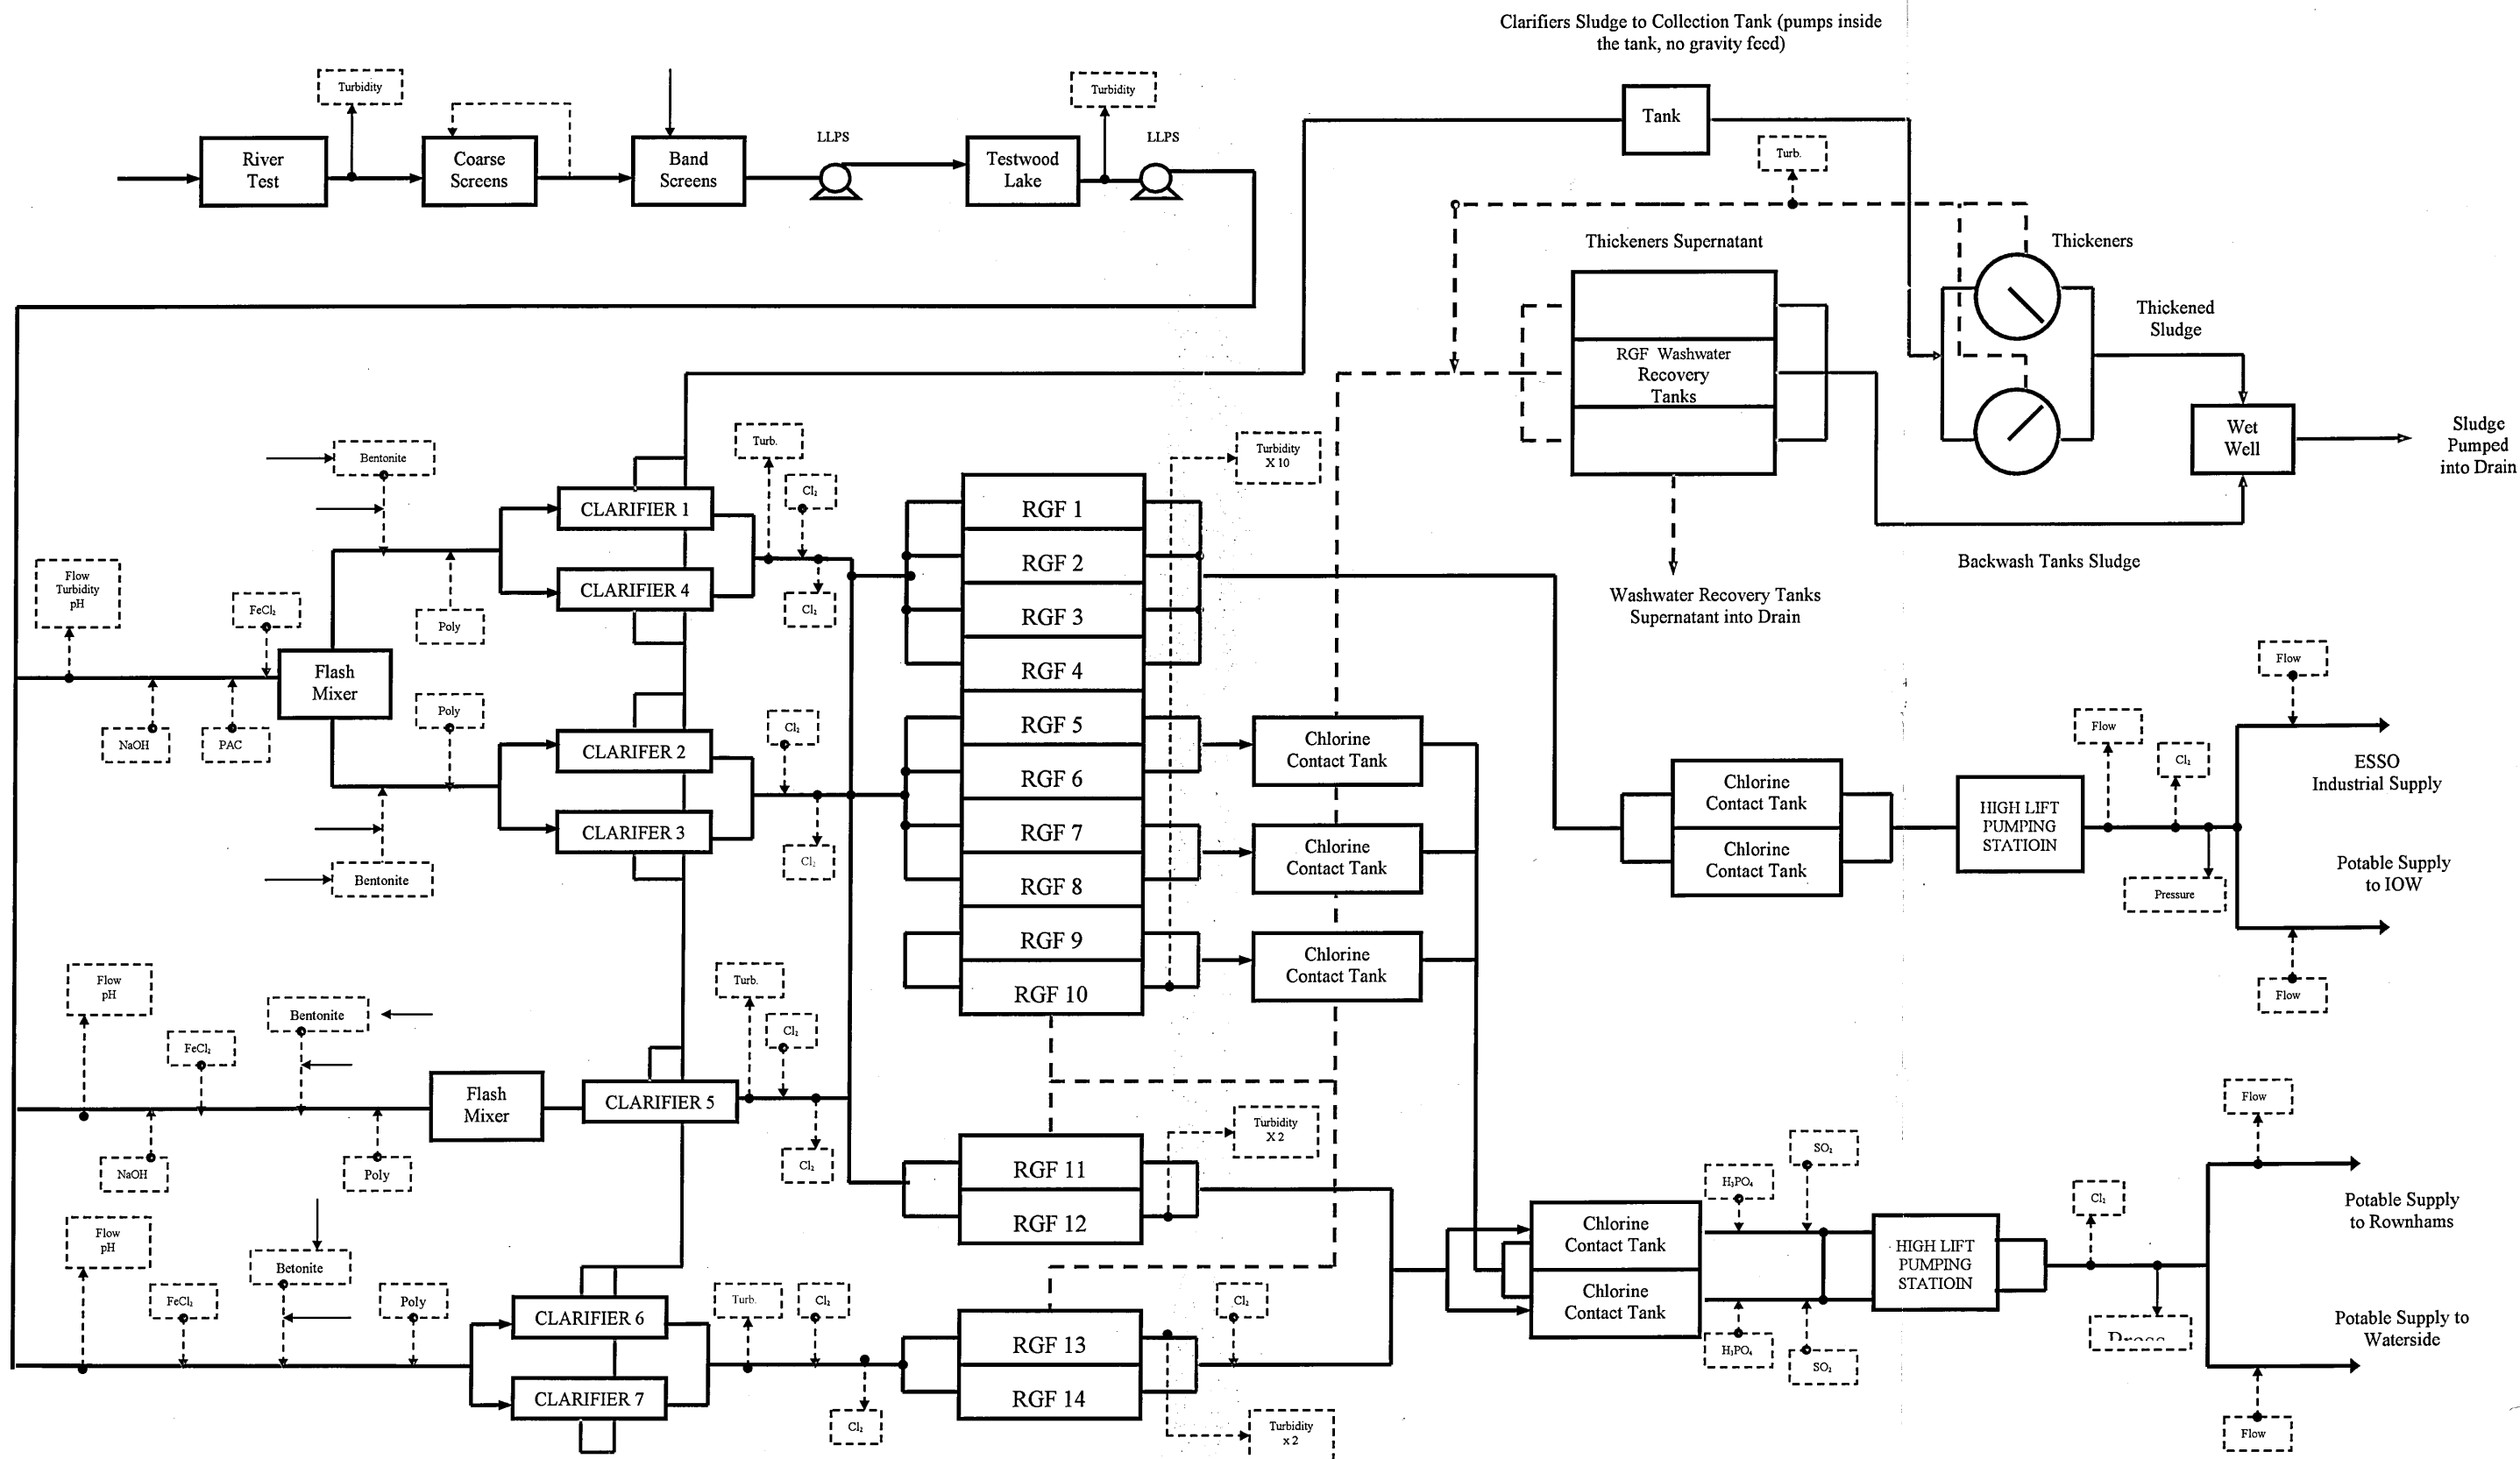 Clarifiers Sludge to Collection Tank (pumps inside
the tank, no gravity feed)
Turbidity
River
Test
Coarse
Screens
Band
Screens
LLPS
Testwood
Lake
Turbidity
LLPS
Tank
Turb.
Thickeners Supernatant
Thickeners
RGF Washwater
Recovery
Tanks
Thickened
Sludge
Wet
Well
Sludge
Pumped
into Drain
Backwash Tanks Sludge
Washwater Recovery Tanks
Supernatant into Drain
Flow
Turbidity
pH
NaOH
PAC
FeCl₂
Flash
Mixer
Bentonite
Poly
Poly
Bentonite
CLARIFIER 1
CLARIFIER 4
CLARIFER 2
CLARIFER 3
Turb.
Cl₂
Cl₂
Cl₂
Cl₂
RGF 1
RGF 2
RGF 3
RGF 4
RGF 5
RGF 6
RGF 7
RGF 8
RGF 9
RGF 10
Turbidity
X 10
Chlorine
Contact Tank
Chlorine
Contact Tank
Chlorine
Contact Tank
Chlorine
Contact Tank
Chlorine
Contact Tank
HIGH LIFT
PUMPING
STATIOIN
Flow
Cl₂
Pressure
Flow
ESSO
Industrial Supply
Potable Supply
to IOW
Flow
Flow
pH
NaOH
FeCl₂
Bentonite
Poly
Flash
Mixer
CLARIFIER 5
Turb.
Cl₂
Cl₂
RGF 11
RGF 12
Turbidity
X 2
Flow
pH
FeCl₂
Betonite
Poly
CLARIFIER 6
CLARIFIER 7
Turb.
Cl₂
Cl₂
RGF 13
RGF 14
Cl₂
Turbidity
x 2
Chlorine
Contact Tank
Chlorine
Contact Tank
H₃PO₄
SO₂
H₃PO₄
SO₂
HIGH LIFT
PUMPING
STATIOIN
Cl₂
Flow
Potable Supply
to Rownhams
Potable Supply to
Waterside
Flow